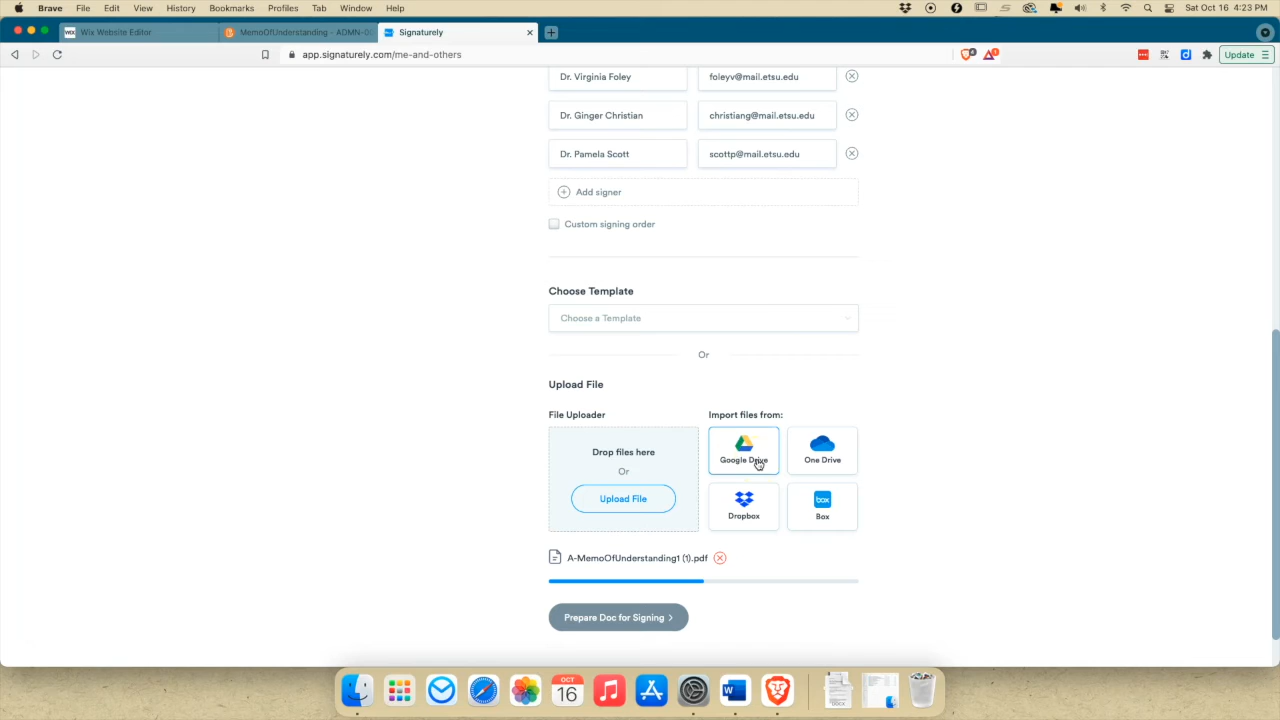 Brave File Edit View History Bookmarks Profiles Tab Window Help Sat Oct 16 4:23 PM
WIX Wix Website Editor MemoOfUnderstanding - ADMN-00 Signaturely
app.signaturely.com/me-and-others Update
Dr. Virginia Foley foleyv@mail.etsu.edu
Dr. Ginger Christian christiang@mail.etsu.edu
Dr. Pamela Scott scottp@mail.etsu.edu
Add signer
Custom signing order
Choose Template
Choose a Template
Or
Upload File
File Uploader Import files from:
Drop files here
Or
Upload File
Google Drive One Drive
Dropbox box Box
A-MemoOfUnderstanding1 (1).pdf
Prepare Doc for Signing
OCT
16